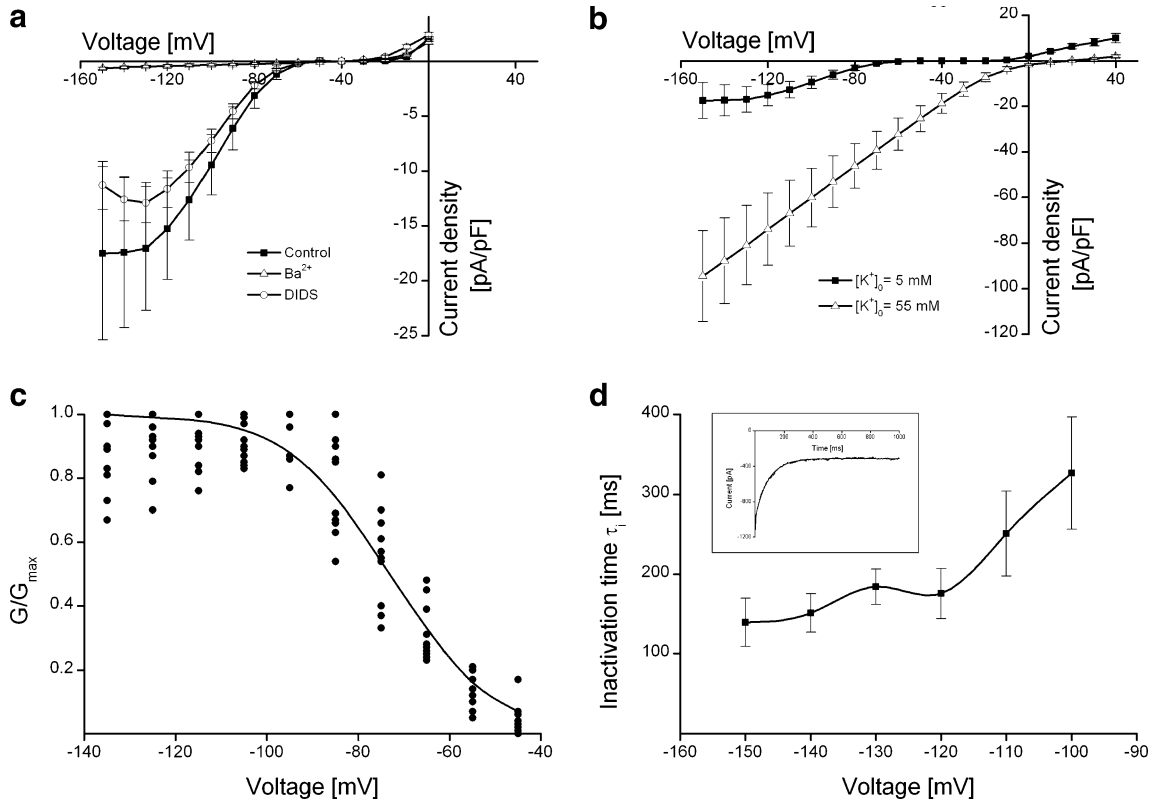 a
Voltage [mV]
-160 -120 -80 -40 40
-5
-10
-15
-20
-25
Current density
[pA/pF]
Control
Ba²⁺
DIDS
b
Voltage [mV]
-160 -120 -80 -40 40
20
-20
-40
-60
-80
-100
-120
Current density
[pA/pF]
[K⁺]₀= 5 mM
[K⁺]₀= 55 mM
c
1.0
0.8
0.6
0.4
0.2
G/Gmax
-140 -120 -100 -80 -60 -40
Voltage [mV]
d
400
300
200
100
Inactivation time τi [ms]
0
-400
-800
-1200
Current [pA]
200 400 600 800 1000
Time [ms]
-160 -150 -140 -130 -120 -110 -100 -90
Voltage [mV]